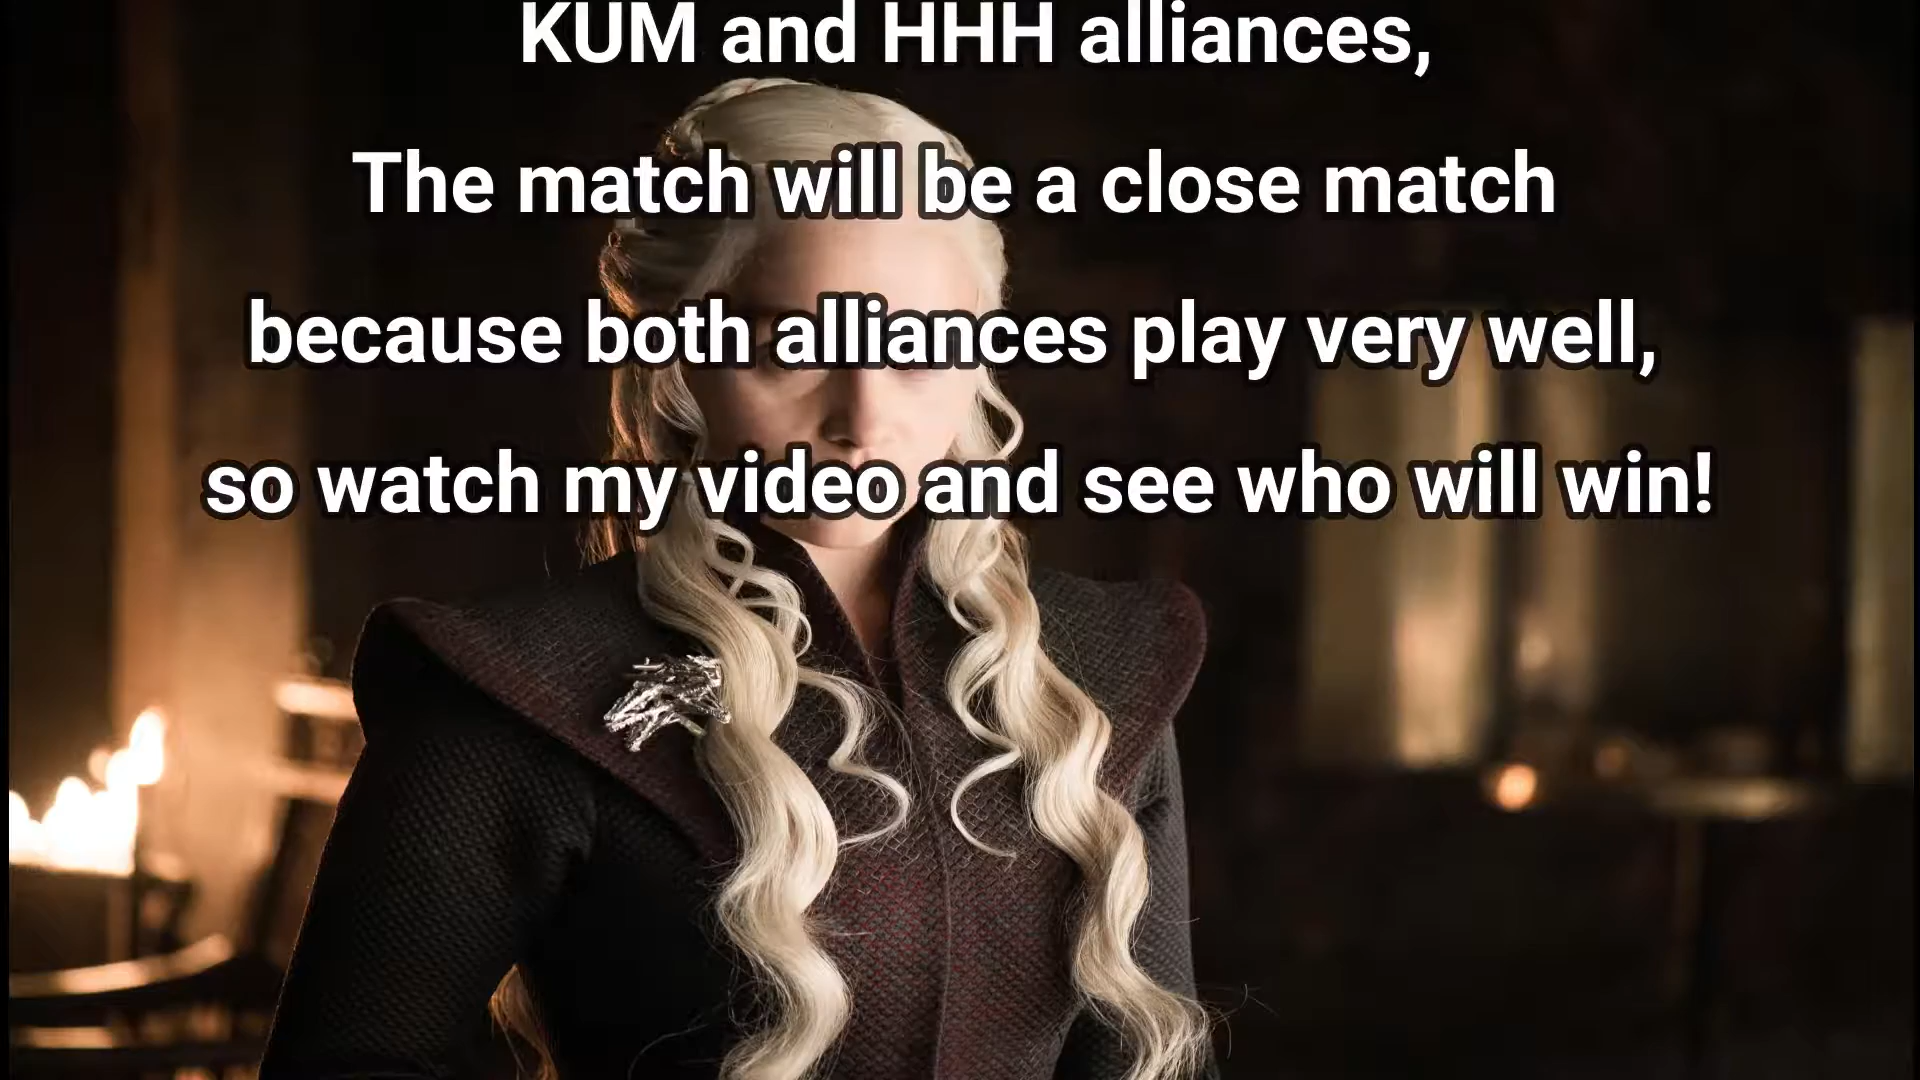 KUM and HHH alliances,
The match will be a close match
because both alliances play very well,
so watch my video and see who will win!